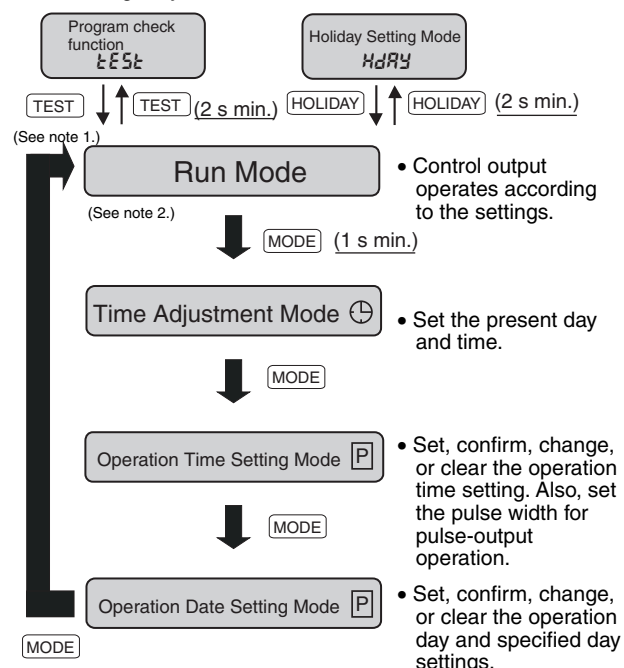 Program check
function
tESt
Holiday Setting Mode
HdAY
TEST
TEST (2 s min.)
HOLIDAY
HOLIDAY (2 s min.)
(See note 1.)
Run Mode
• Control output
operates according
to the settings.
(See note 2.)
MODE (1 s min.)
Time Adjustment Mode
• Set the present day
and time.
MODE
Operation Time Setting Mode P
• Set, confirm, change,
or clear the operation
time setting. Also, set
the pulse width for
pulse-output
operation.
MODE
Operation Date Setting Mode P
• Set, confirm, change,
or clear the operation
day and specified day
settings.
MODE